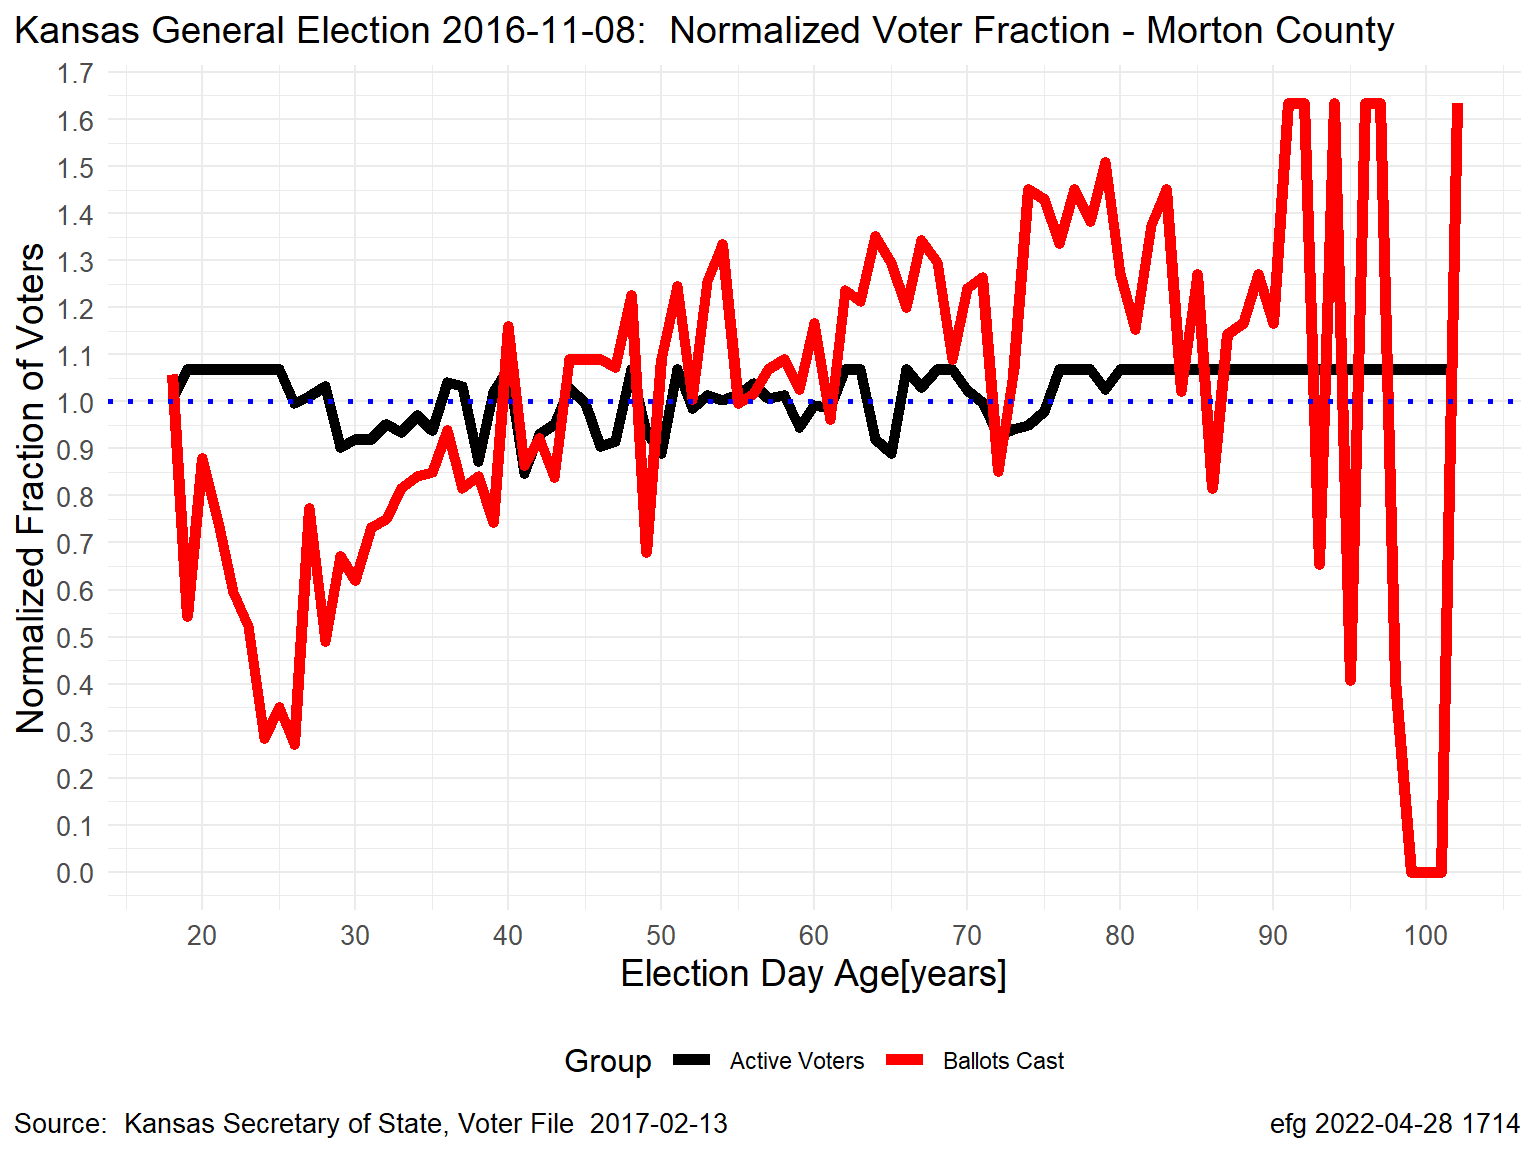 Kansas General Election 2016-11-08:  Normalized Voter Fraction - Morton County
Normalized Fraction of Voters
1.7
1.6
1.5
1.4
1.3
1.2
1.1
1.0
0.9
0.8
0.7
0.6
0.5
0.4
0.3
0.2
0.1
0.0
20 30 40 50 60 70 80 90 100
Election Day Age[years]
Group Active Voters Ballots Cast
Source:  Kansas Secretary of State, Voter File  2017-02-13
efg 2022-04-28 1714